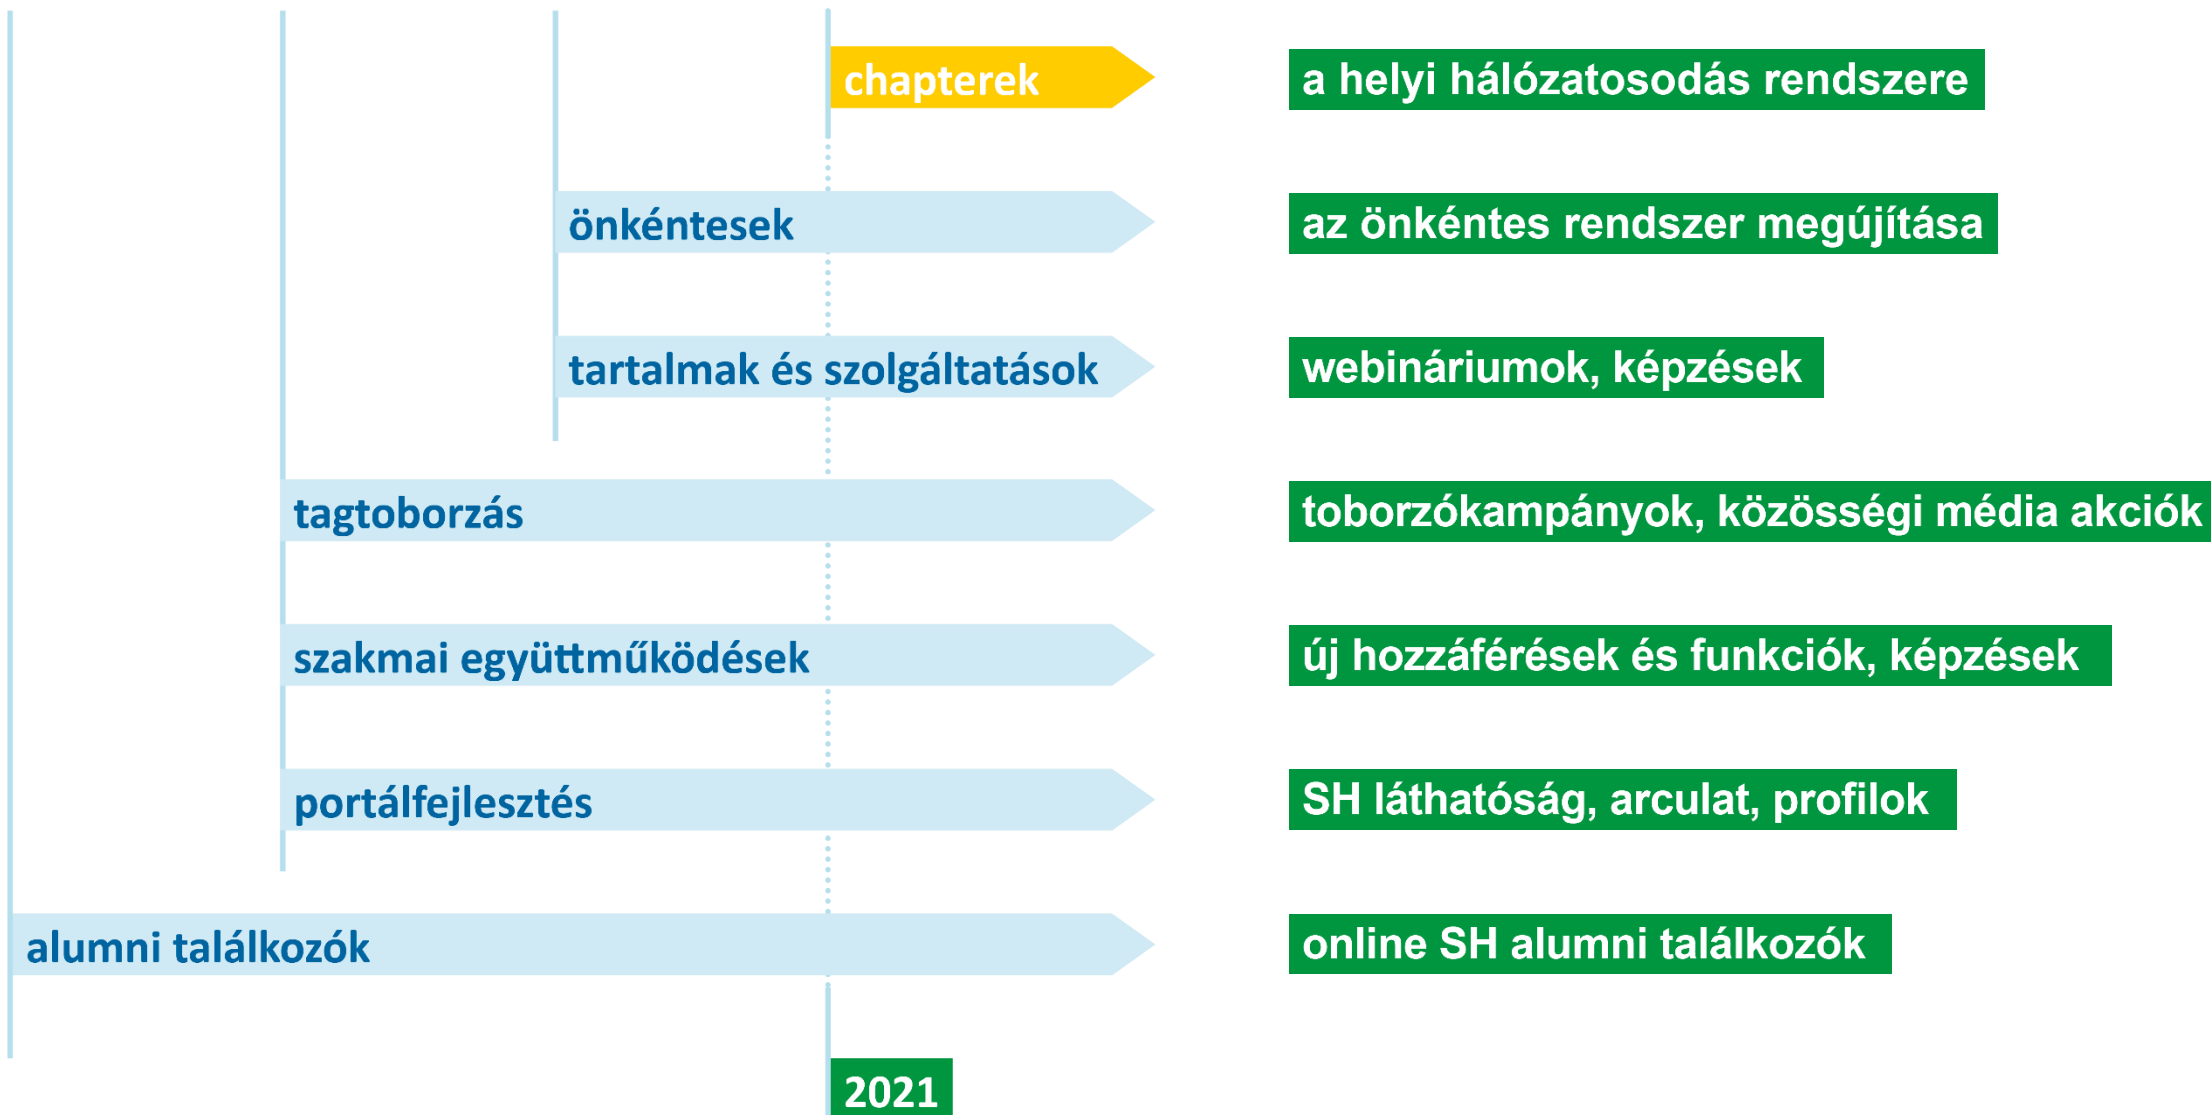 chapterek
a helyi hálózatosodás rendszere
önkéntesek
az önkéntes rendszer megújítása
tartalmak és szolgáltatások
webináriumok, képzések
tagtoborzás
toborzókampányok, közösségi média akciók
szakmai együttműködések
új hozzáférések és funkciók, képzések
portálfejlesztés
SH láthatóság, arculat, profilok
alumni találkozók
online SH alumni találkozók
2021